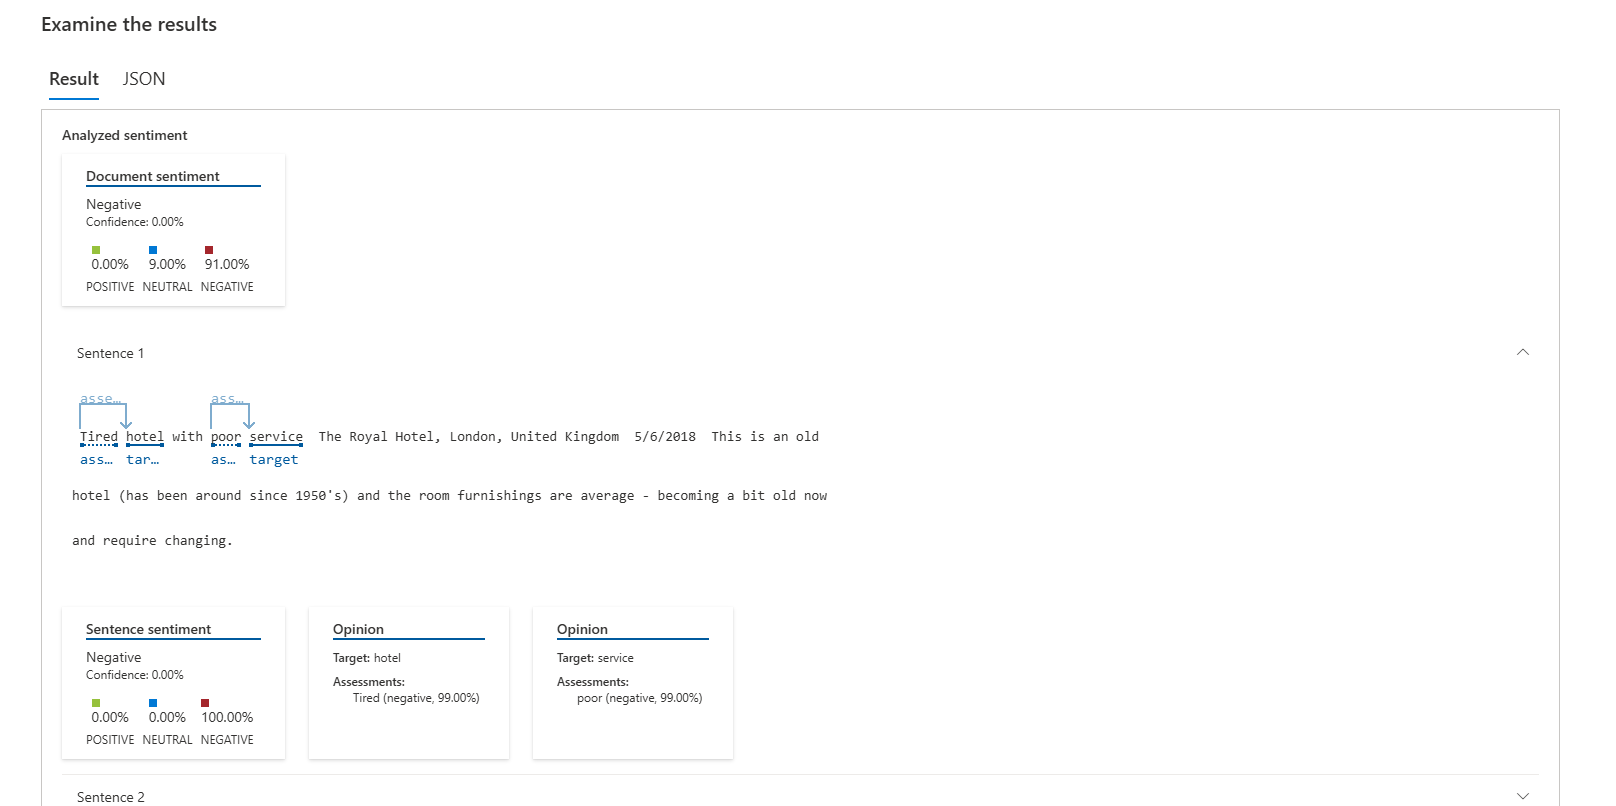 Examine the results
Result JSON
Analyzed sentiment
Document sentiment
Negative
Confidence: 0.00%
0.00% 9.00% 91.00%
POSITIVE NEUTRAL NEGATIVE
Sentence 1
asse… ass…
Tired hotel with poor service The Royal Hotel, London, United Kingdom 5/6/2018 This is an old
ass… tar… as… target
hotel (has been around since 1950's) and the room furnishings are average - becoming a bit old now
and require changing.
Sentence sentiment
Negative
Confidence: 0.00%
0.00% 0.00% 100.00%
POSITIVE NEUTRAL NEGATIVE
Opinion
Target: hotel
Assessments:
Tired (negative, 99.00%)
Opinion
Target: service
Assessments:
poor (negative, 99.00%)
Sentence 2